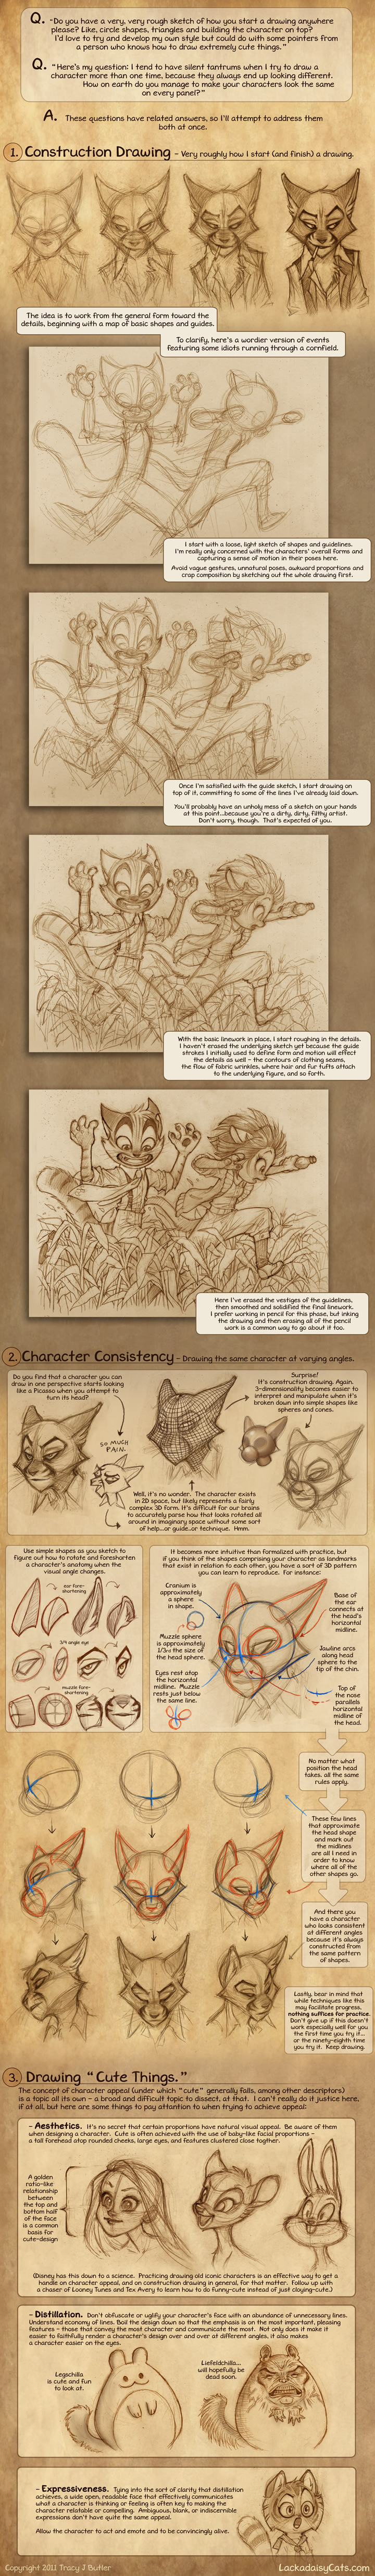 Q. "Do you have a very, very rough sketch of how you start a drawing anywhere
please? Like, circle shapes, triangles and building the character on top?
I'd love to try and develop my own style but could do with some pointers from
a person who knows how to draw extremely cute things."
Q. "Here's my question: I tend to have silent tantrums when I try to draw a
character more than one time, because they always end up looking different.
How on earth do you manage to make your characters look the same
on every panel?"
A. These questions have related answers, so I'll attempt to address them
both at once.
1. Construction Drawing - Very roughly how I start (and finish) a drawing.
The idea is to work from the general form toward the
details, beginning with a map of basic shapes and guides.
To clarify, here's a wordier version of events
featuring some idiots running through a cornfield.
I start with a loose, light sketch of shapes and guidelines.
I'm really only concerned with the characters' overall forms and
capturing a sense of motion in their poses here.
Avoid vague gestures, unnatural poses, awkward proportions and
crap composition by sketching out the whole drawing first.
Once I'm satisfied with the guide sketch, I start drawing on
top of it, committing to some of the lines I've already laid down.
You'll probably have an unholy mess of a sketch on your hands
at this point...because you're a dirty, dirty, filthy artist.
Don't worry, though. That's expected of you.
With the basic linework in place, I start roughing in the details.
I haven't erased the underlying sketch yet because the guide
strokes I initially used to define form and motion will effect
the details as well - the contours of clothing seams,
the flow of fabric wrinkles, where hair and fur tufts attach
to the underlying figure, and so forth.
Here I've erased the vestiges of the guidelines,
then smoothed and solidified the final linework.
I prefer working in pencil for this phase, but inking
the drawing and then erasing all of the pencil
work is a common way to go about it too.
2. Character Consistency - Drawing the same character at varying angles.
Do you find that a character you can
draw in one perspective starts looking
like a Picasso when you attempt to
turn its head?
SO MUCH
PAIN.
Surprise!
It's construction drawing. Again.
3-dimensionality becomes easier to
interpret and manipulate when it's
broken down into simple shapes like
spheres and cones.
Well, it's no wonder. The character exists
in 2D space, but likely represents a fairly
complex 3D form. It's difficult for our brains
to accurately parse how that looks rotated all
around in imaginary space without some sort
of help...or guide..or technique. Hmm.
Use simple shapes as you sketch to
figure out how to rotate and foreshorten
a character's anatomy when the
visual angle changes.
ear fore-
shortening
3/4 angle eye
muzzle fore-
shortening
It becomes more intuitive than formalized with practice, but
if you think of the shapes comprising your character as landmarks
that exist in relation to each other, you have a sort of 3D pattern
you can learn to reproduce. For instance:
Cranium is
approximately
a sphere
in shape.
Muzzle sphere
is approximately
1/3rd the size of
the head sphere.
Eyes rest atop
the horizontal
midline. Muzzle
rests just below
the same line.
Base of
the ear
connects at
the head's
horizontal
midline.
Jawline arcs
along head
sphere to the
tip of the chin.
Top of
the nose
parallels
horizontal
midline of
the head.
No matter what
position the head
takes, all the same
rules apply.
These few lines
that approximate
the head shape
and mark out
the midlines
are all I need in
order to know
where all of the
other shapes go.
And there you
have a character
who looks consistent
at different angles
because it's always
constructed from
the same pattern
of shapes.
Lastly, bear in mind that
while techniques like this
may facilitate progress,
nothing suffices for practice.
Don't give up if this doesn't
work especially well for you
the first time you try it...
or the ninety-eighth time
you try it. Keep drawing.
3. Drawing "Cute Things."
The concept of character appeal (under which "cute" generally falls, among other descriptors)
is a topic all its own - a broad and difficult topic to dissect, at that. I can't really do it justice here,
if at all, but here are some things to pay attention to when trying to achieve appeal:
- Aesthetics. It's no secret that certain proportions have natural visual appeal. Be aware of them
when designing a character. Cute is often achieved with the use of baby-like facial proportions -
a tall forehead atop rounded cheeks, large eyes, and features clustered close together.
A golden
ratio-like
relationship
between
the top and
bottom half
of the face
is a common
basis for
cute-design
(Disney has this down to a science. Practicing drawing old iconic characters is an effective way to get a
handle on character appeal, and on construction drawing in general, for that matter. Follow up with
a chaser of Looney Tunes and Tex Avery to learn how to do funny-cute instead of just cloying-cute.)
- Distillation. Don't obfuscate or uglify your character's face with an abundance of unnecessary lines.
Understand economy of lines. Boil the design down so that the emphasis is on the most important, pleasing
features - those that convey the most character and communicate the most. Not only does it make it
easier to faithfully render a character's design over and over at different angles, it also makes
a character easier on the eyes.
Legschilla
is cute and fun
to look at.
Liefeldchilla...
will hopefully be
dead soon.
- Expressiveness. Tying into the sort of clarity that distillation
achieves, a wide open, readable face that effectively communicates
what a character is thinking or feeling is often key to making the
character relatable or compelling. Ambiguous, blank, or indiscernible
expressions don't have quite the same appeal.
Allow the character to act and emote and to be convincingly alive.
Copyright 2011 Tracy J Butler
LackadaisyCats.com